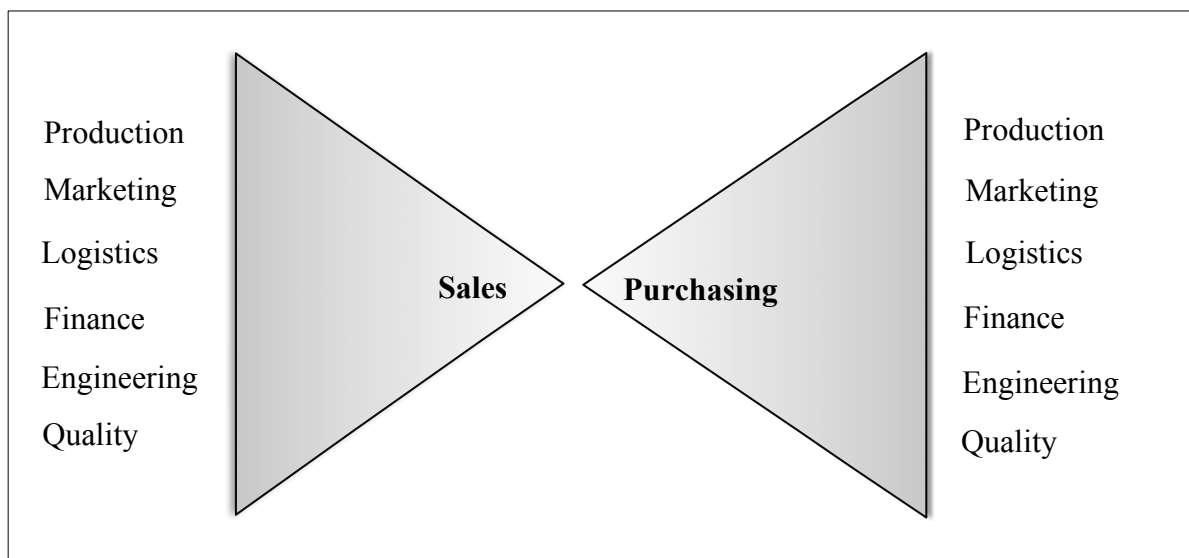 Production
Marketing
Logistics
Finance
Engineering
Quality
Sales
Purchasing
Production
Marketing
Logistics
Finance
Engineering
Quality